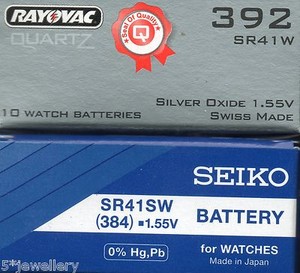 RAYOVAC
392
QUARTZ
Seal Of Quality
Q
SR41W
10 WATCH BATTERIES
SILVER OXIDE 1.55V
SWISS MADE
SEIKO
SR41SW
(384) ■1.55V
BATTERY
0% Hg,Pb
for WATCHES
Made in Japan
*5*jewellery